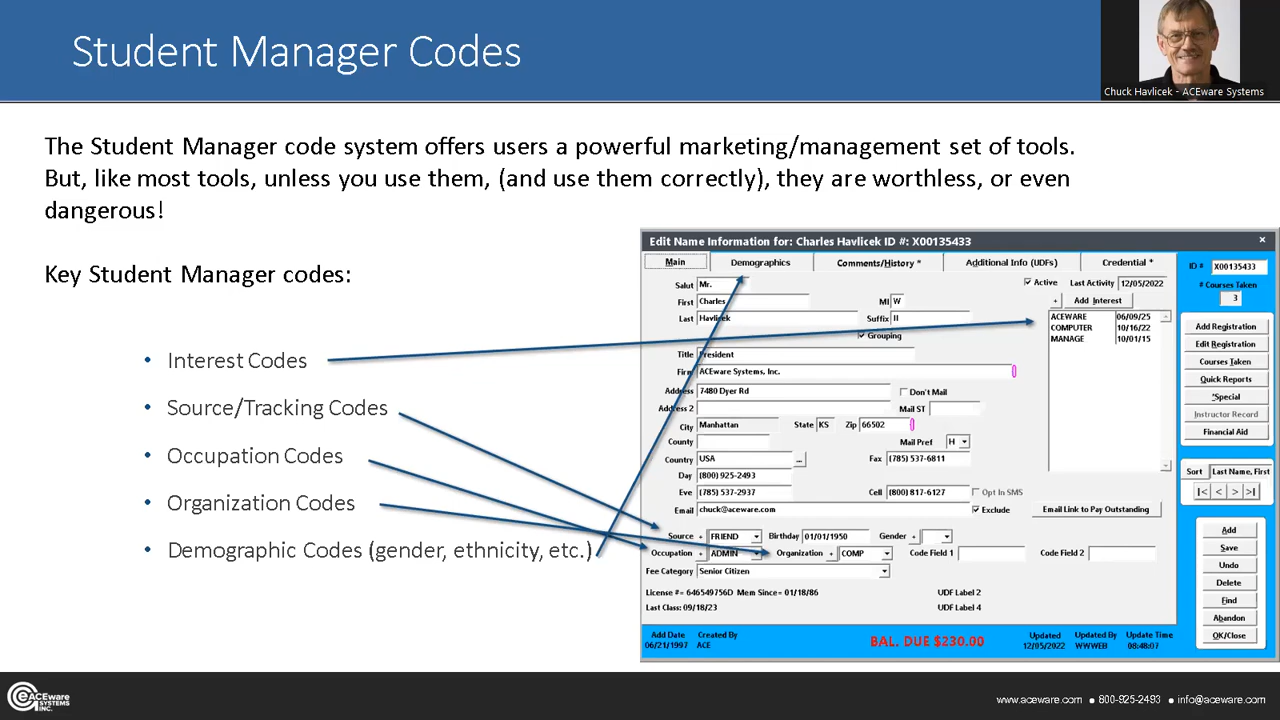 Student Manager Codes
Chuck Havlicek - ACEware Systems
The Student Manager code system offers users a powerful marketing/management set of tools.
But, like most tools, unless you use them, (and use them correctly), they are worthless, or even
dangerous!
Key Student Manager codes:
• Interest Codes
• Source/Tracking Codes
• Occupation Codes
• Organization Codes
• Demographic Codes (gender, ethnicity, etc.)
Edit Name Information for: Charles Havlicek ID #: X00135433
Main Demographics Comments/History * Additional Info (UDFs) Credential *
ID # X00135433
# Courses Taken
3
Salut Mr.
Active Last Activity 12/05/2022
First Charles MI W
+ Add Interest
Last Havlicek Suffix II
Grouping
ACEWARE 06/09/25
COMPUTER 10/16/22
MANAGE 10/01/15
Title President
Firm ACEware Systems, Inc.
Address 7480 Dyer Rd Don't Mail
Address 2 Mail ST
City Manhattan State KS Zip 66502
County Mail Pref H
Country USA ... Fax (785) 537-6811
Day (800) 925-2493
Eve (785) 537-2937 Cell (800) 817-6127 Opt In SMS
Email chuck@aceware.com Exclude Email Link to Pay Outstanding
Source + FRIEND Birthday 01/01/1950 Gender +
Occupation + ADMIN Organization + COMP Code Field 1 Code Field 2
Fee Category Senior Citizen
License #= 646549756D Mem Since= 01/18/86 UDF Label 2
Last Class: 09/18/23 UDF Label 4
Add Registration
Edit Registration
Courses Taken
Quick Reports
*Special
Instructor Record
Financial Aid
Sort Last Name, First
|< < > >|
Add
Save
Undo
Delete
Find
Abandon
OK/Close
Add Date Created By BAL. DUE $230.00 Updated Updated By Update Time
06/21/1997 ACE 12/05/2022 WWWEB 08:48:07
ACEware
SYSTEMS
INC.
www.aceware.com ● 800-925-2493 ● info@aceware.com